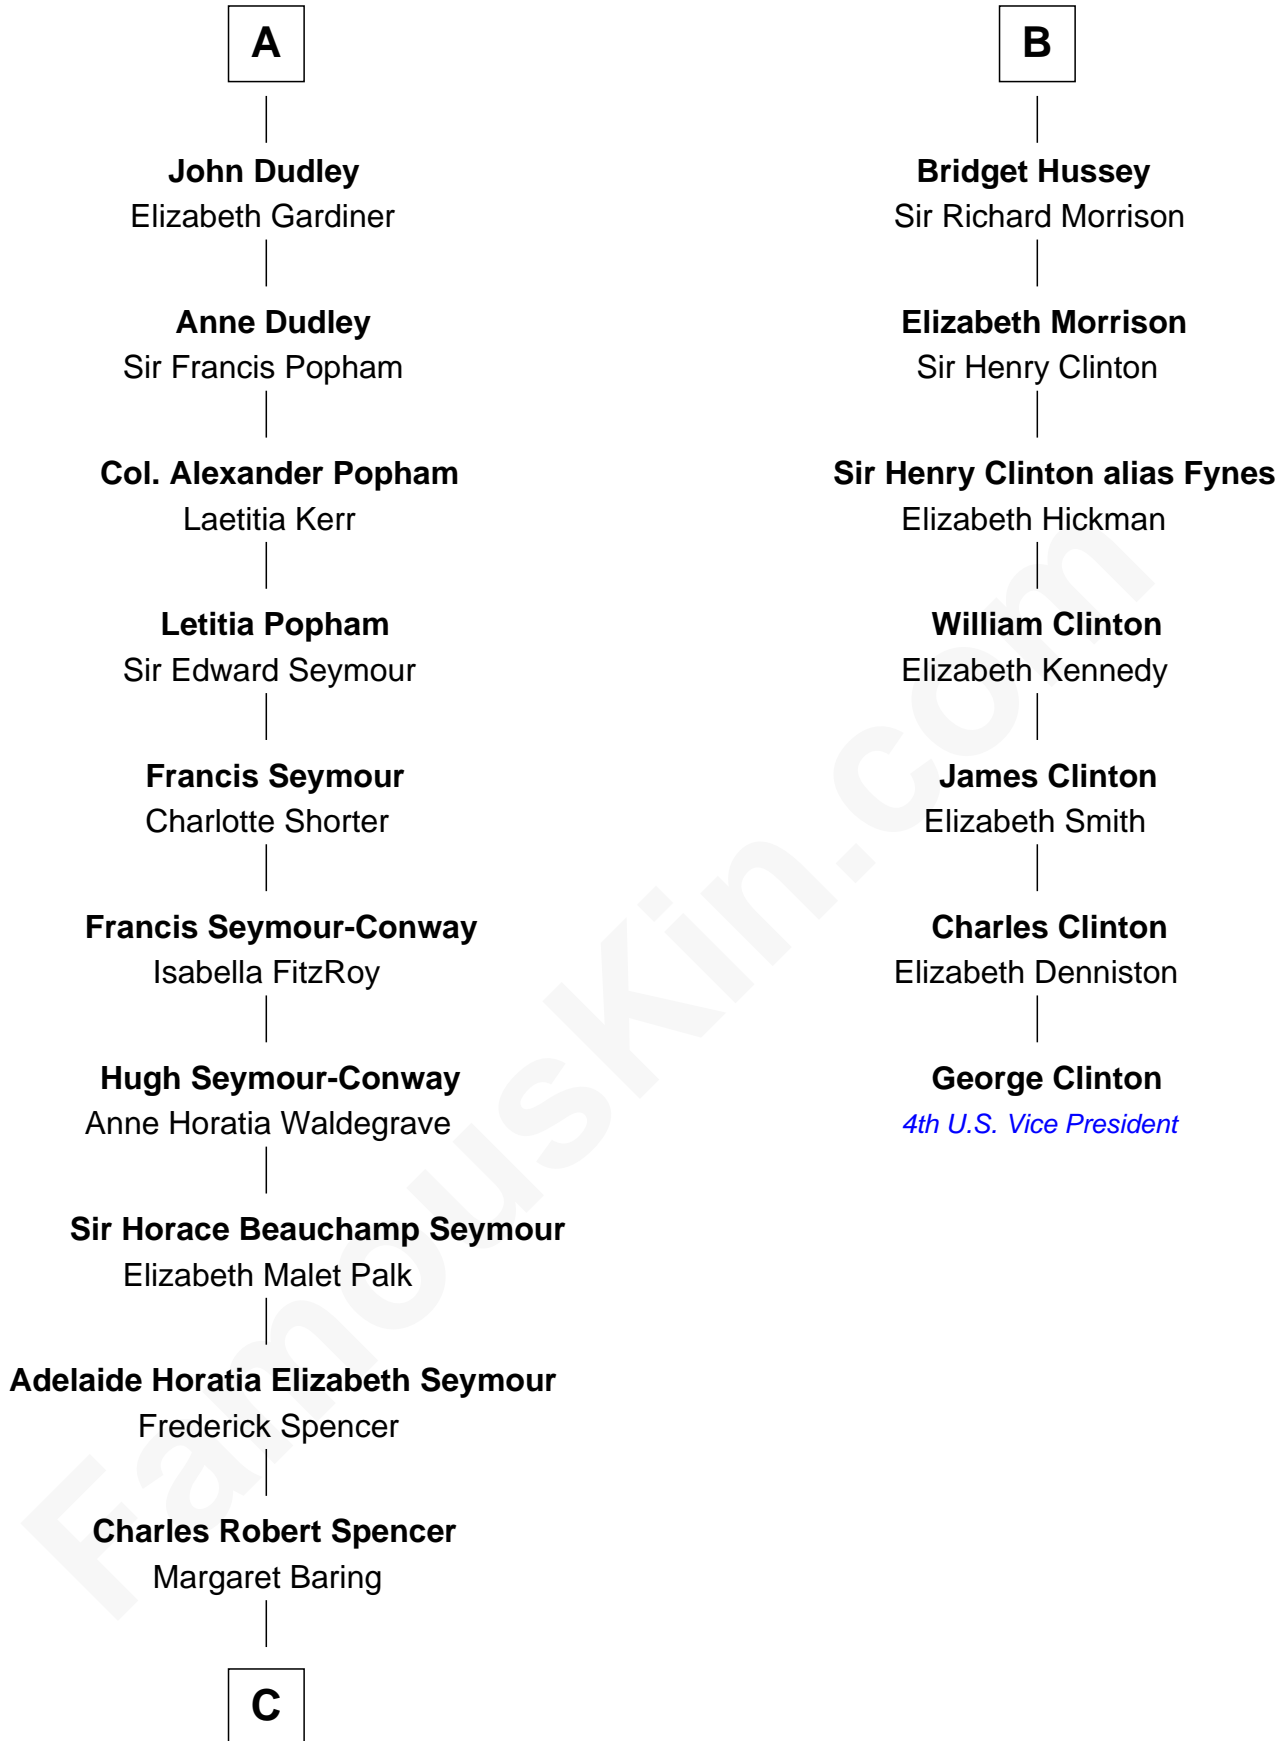 A
John Dudley
Elizabeth Gardiner
Anne Dudley
Sir Francis Popham
Col. Alexander Popham
Laetitia Kerr
Letitia Popham
Sir Edward Seymour
Francis Seymour
Charlotte Shorter
Francis Seymour-Conway
Isabella FitzRoy
Hugh Seymour-Conway
Anne Horatia Waldegrave
Sir Horace Beauchamp Seymour
Elizabeth Malet Palk
Adelaide Horatia Elizabeth Seymour
Frederick Spencer
Charles Robert Spencer
Margaret Baring
C
B
Bridget Hussey
Sir Richard Morrison
Elizabeth Morrison
Sir Henry Clinton
Sir Henry Clinton alias Fynes
Elizabeth Hickman
William Clinton
Elizabeth Kennedy
James Clinton
Elizabeth Smith
Charles Clinton
Elizabeth Denniston
George Clinton
4th U.S. Vice President
FamousKin.com